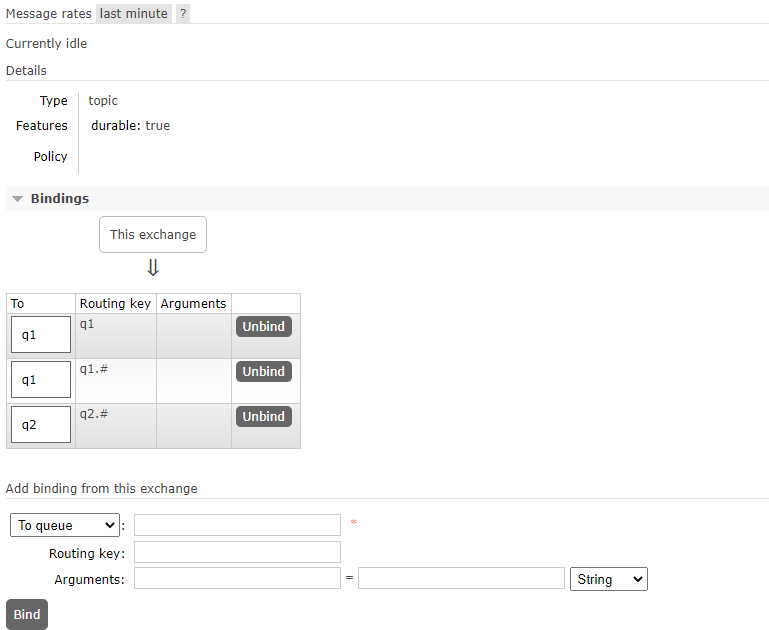 Message rates last minute ?
Currently idle
Details
Type topic
Features durable: true
Policy
Bindings
This exchange
⇓
To Routing key Arguments
q1 q1 Unbind
q1 q1.# Unbind
q2 q2.# Unbind
Add binding from this exchange
To queue : *
Routing key:
Arguments: = String
Bind